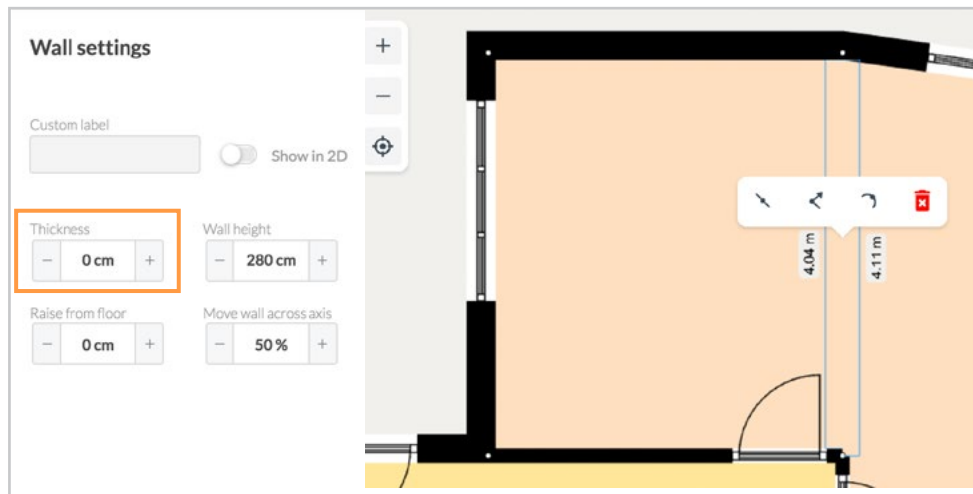 Wall settings
Custom label
Show in 2D
Thickness
Wall height
− 0 cm +
− 280 cm +
Raise from floor
Move wall across axis
− 0 cm +
− 50 % +
+
−
4.04 m
4.11 m